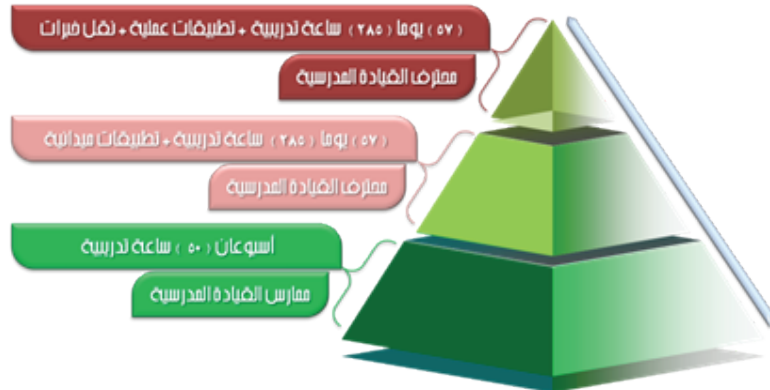 (٥٧) يوما (٢٨٥) ساعة تدريبية + تطبيقات عملية + نقل خبرات
محترف القيادة المدرسية
(٥٧) يوما (٢٨٥) ساعة تدريبية + تطبيقات ميدانية
محترف القيادة المدرسية
أسبوعان (٥٠) ساعة تدريبية
ممارس القيادة المدرسية